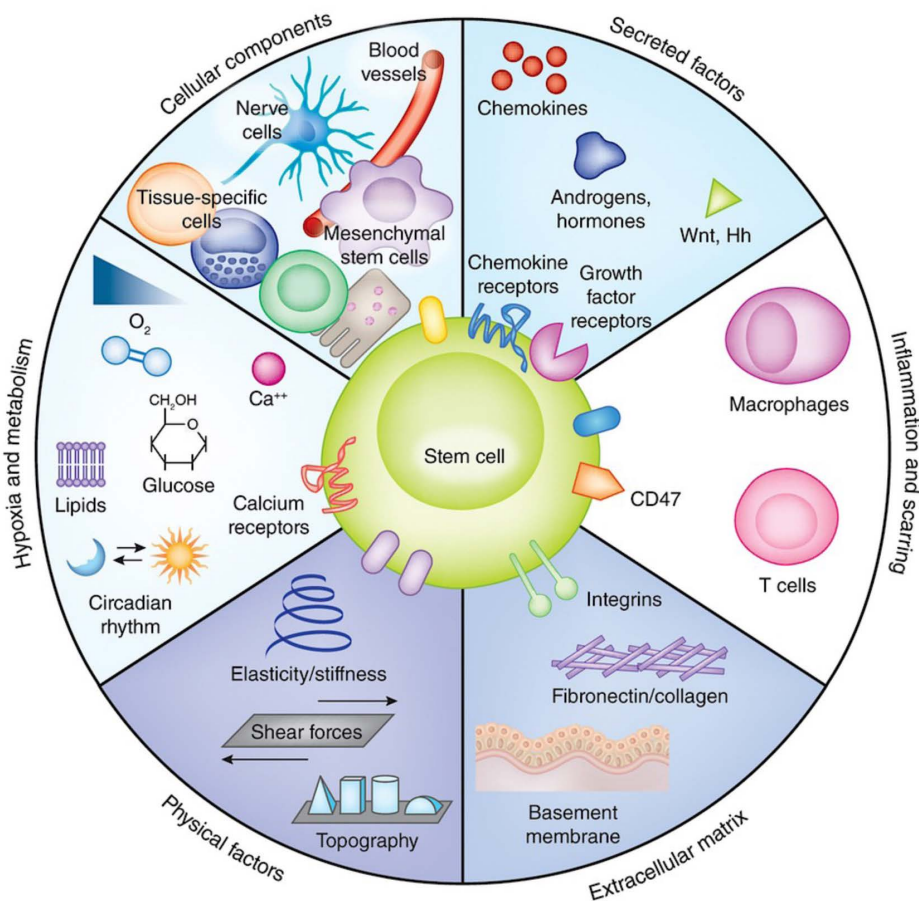 Cellular components
Blood
vessels
Nerve
cells
Tissue-specific
cells
Mesenchymal
stem cells
Secreted factors
Chemokines
Androgens,
hormones
Wnt, Hh
Chemokine
receptors
Growth
factor
receptors
Inflammation and scarring
Macrophages
CD47
T cells
Stem cell
Hypoxia and metabolism
O₂
Ca⁺⁺
CH₂OH
O
Glucose
Lipids
Calcium
receptors
Circadian
rhythm
Physical factors
Elasticity/stiffness
Shear forces
Topography
Extracellular matrix
Integrins
Fibronectin/collagen
Basement
membrane